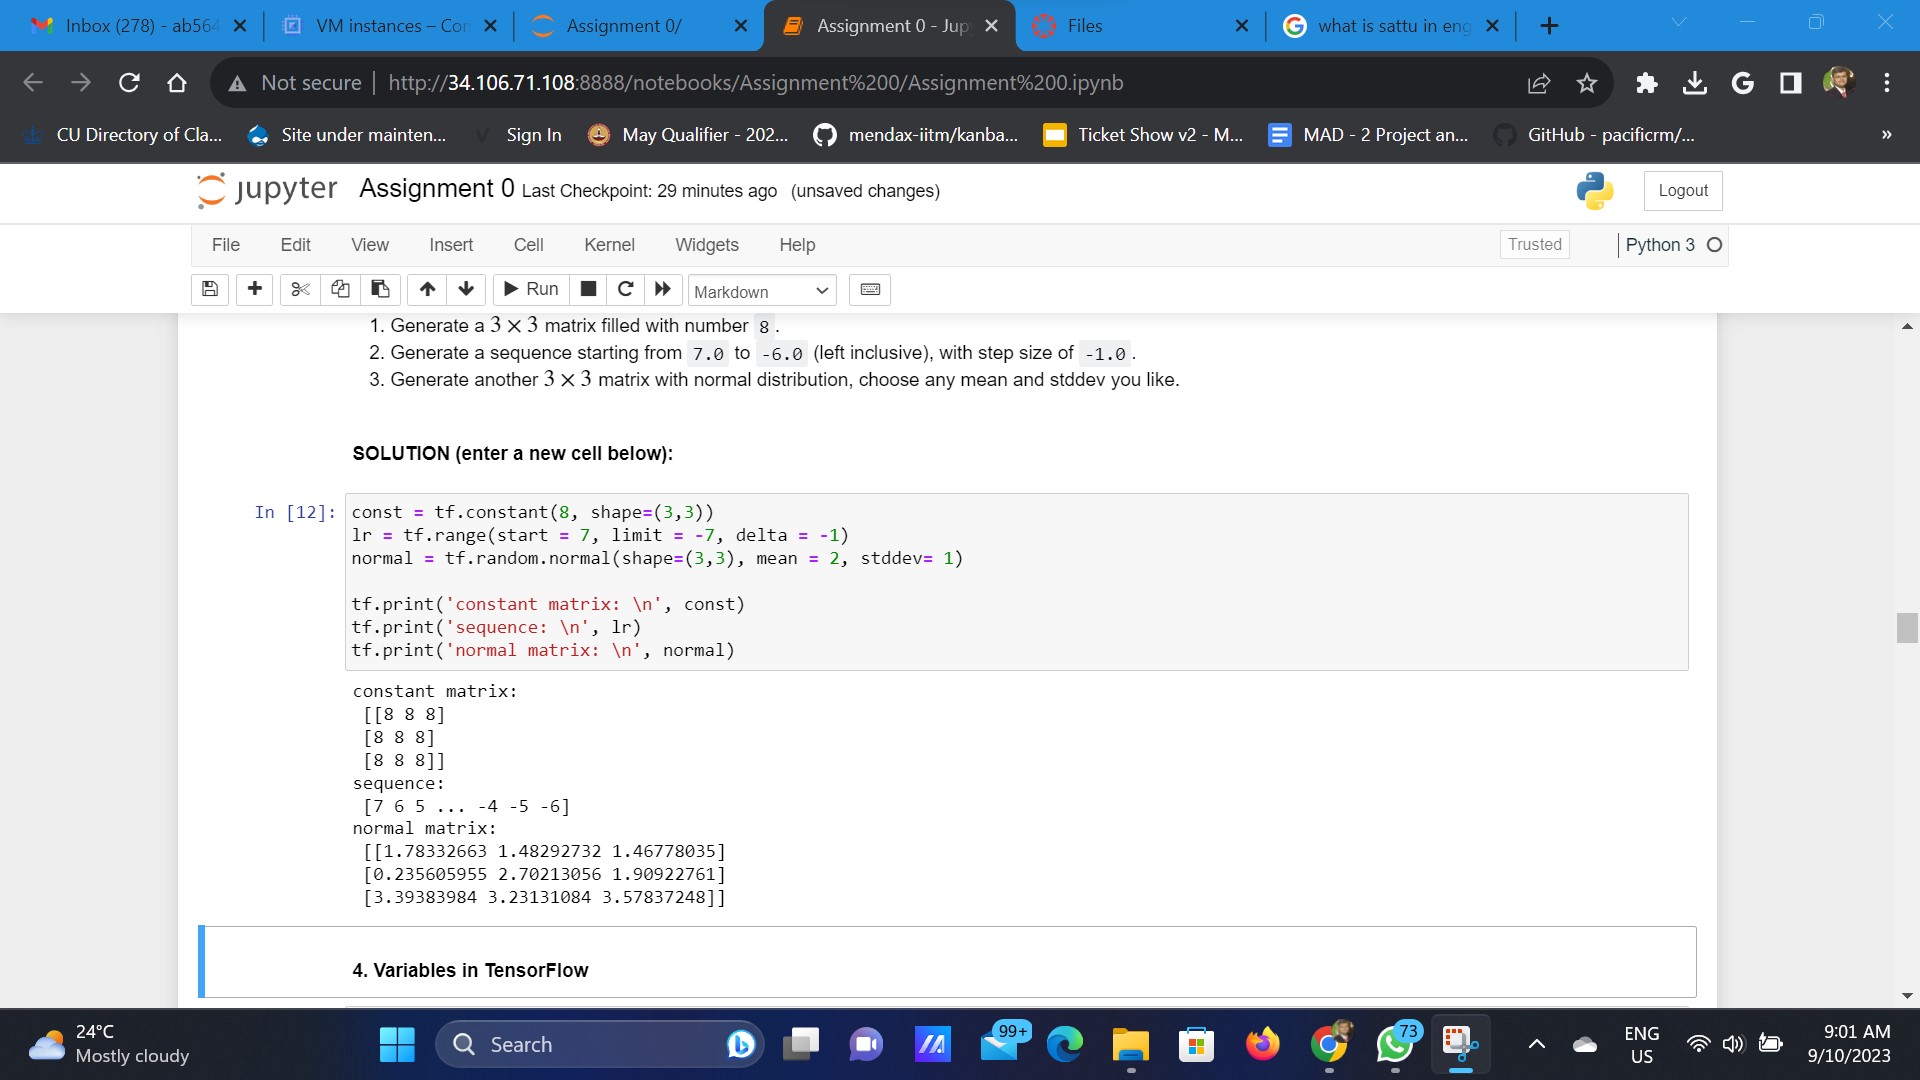 Inbox (278) - ab564
VM instances – Con
Assignment 0/
Assignment 0 - Jup
Files
what is sattu in eng
Not secure
http://34.106.71.108:8888/notebooks/Assignment%200/Assignment%200.ipynb
CU Directory of Cla...
Site under mainten...
Sign In
May Qualifier - 202...
mendax-iitm/kanba...
Ticket Show v2 - M...
MAD - 2 Project an...
GitHub - pacificrm/...
»
jupyter Assignment 0 Last Checkpoint: 29 minutes ago (unsaved changes)
Logout
File Edit View Insert Cell Kernel Widgets Help
Trusted
Python 3
Run
Markdown
1. Generate a 3 × 3 matrix filled with number 8 .
2. Generate a sequence starting from 7.0 to -6.0 (left inclusive), with step size of -1.0 .
3. Generate another 3 × 3 matrix with normal distribution, choose any mean and stddev you like.
SOLUTION (enter a new cell below):
In [12]:
const = tf.constant(8, shape=(3,3))
lr = tf.range(start = 7, limit = -7, delta = -1)
normal = tf.random.normal(shape=(3,3), mean = 2, stddev= 1)
tf.print('constant matrix: \n', const)
tf.print('sequence: \n', lr)
tf.print('normal matrix: \n', normal)
constant matrix:
[[8 8 8]
[8 8 8]
[8 8 8]]
sequence:
[7 6 5 ... -4 -5 -6]
normal matrix:
[[1.78332663 1.48292732 1.46778035]
[0.235605955 2.70213056 1.90922761]
[3.39383984 3.23131084 3.57837248]]
4. Variables in TensorFlow
24°C
Mostly cloudy
Search
99+
73
ENG
US
9:01 AM
9/10/2023